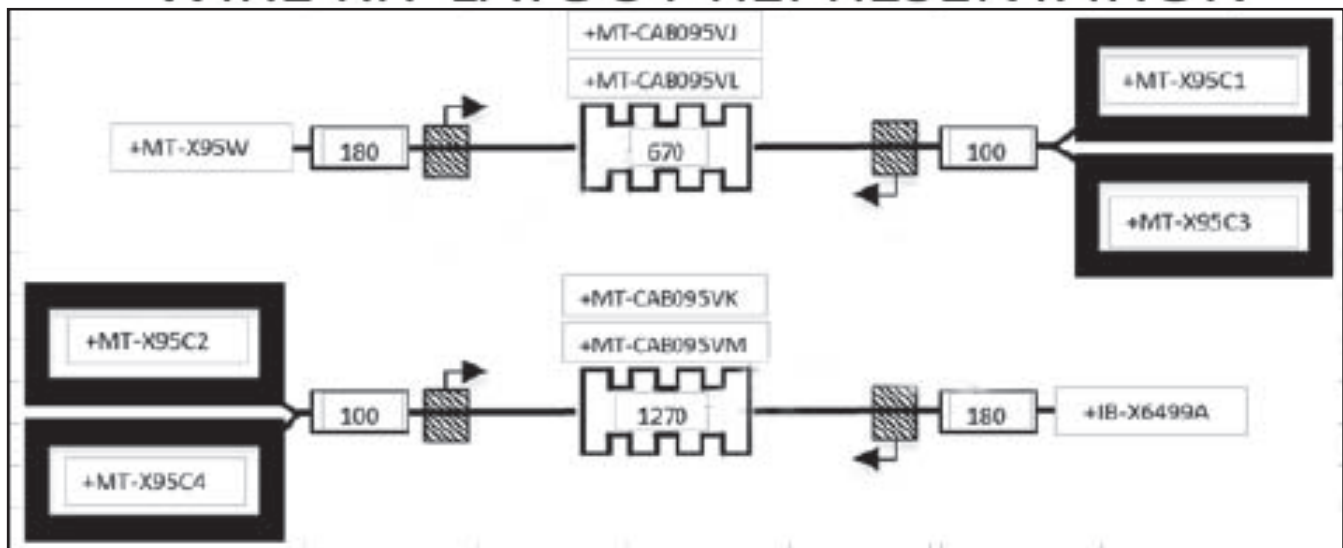 +MT-CAB095VJ
+MT-CAB095VL
+MT-X95W
180
670
100
+MT-X95C1
+MT-X95C3
+MT-CAB095VK
+MT-CAB095VM
+MT-X95C2
+MT-X95C4
100
1270
180
+IB-X6499A